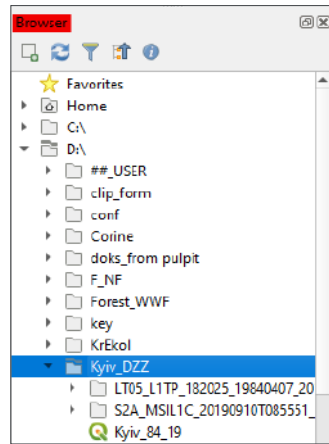 Browser
Favorites
Home
C:\
D:\
##_USER
clip_form
conf
Corine
doks_from pulpit
F_NF
Forest_WWF
key
KrEkol
Kyiv_DZZ
LT05_L1TP_182025_19840407_20
S2A_MSIL1C_20190910T085551_
Kyiv_84_19